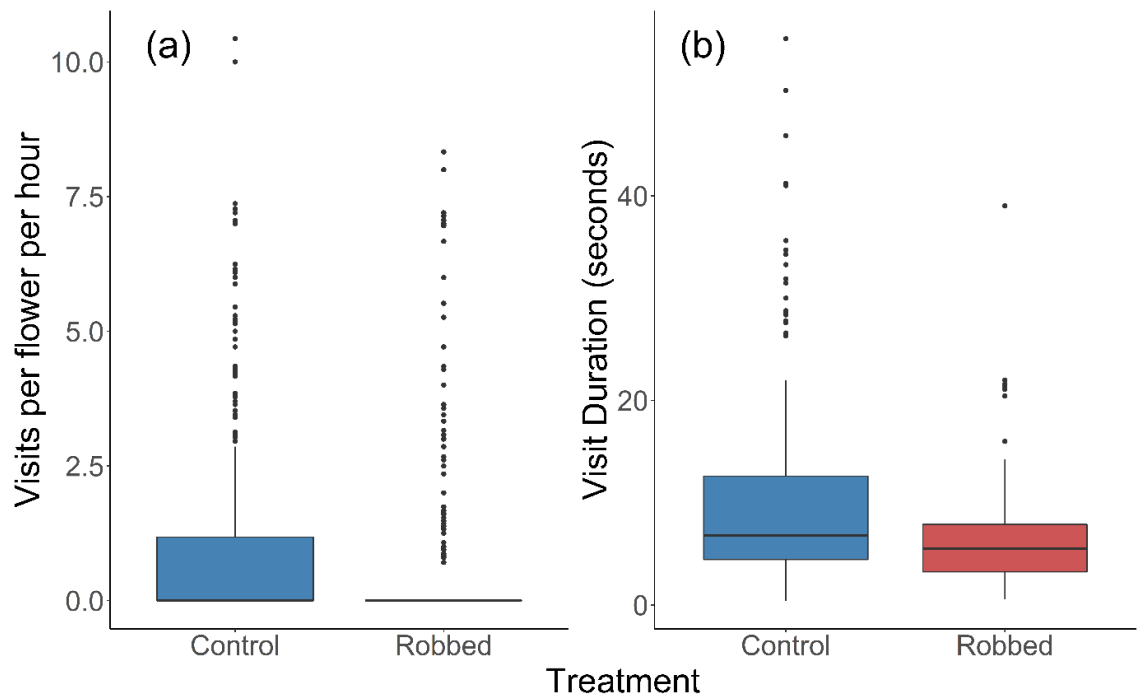 (a)
Visits per flower per hour
10.0
7.5
5.0
2.5
0.0
Control
Robbed
(b)
Visit Duration (seconds)
40
20
0
Control
Robbed
Treatment